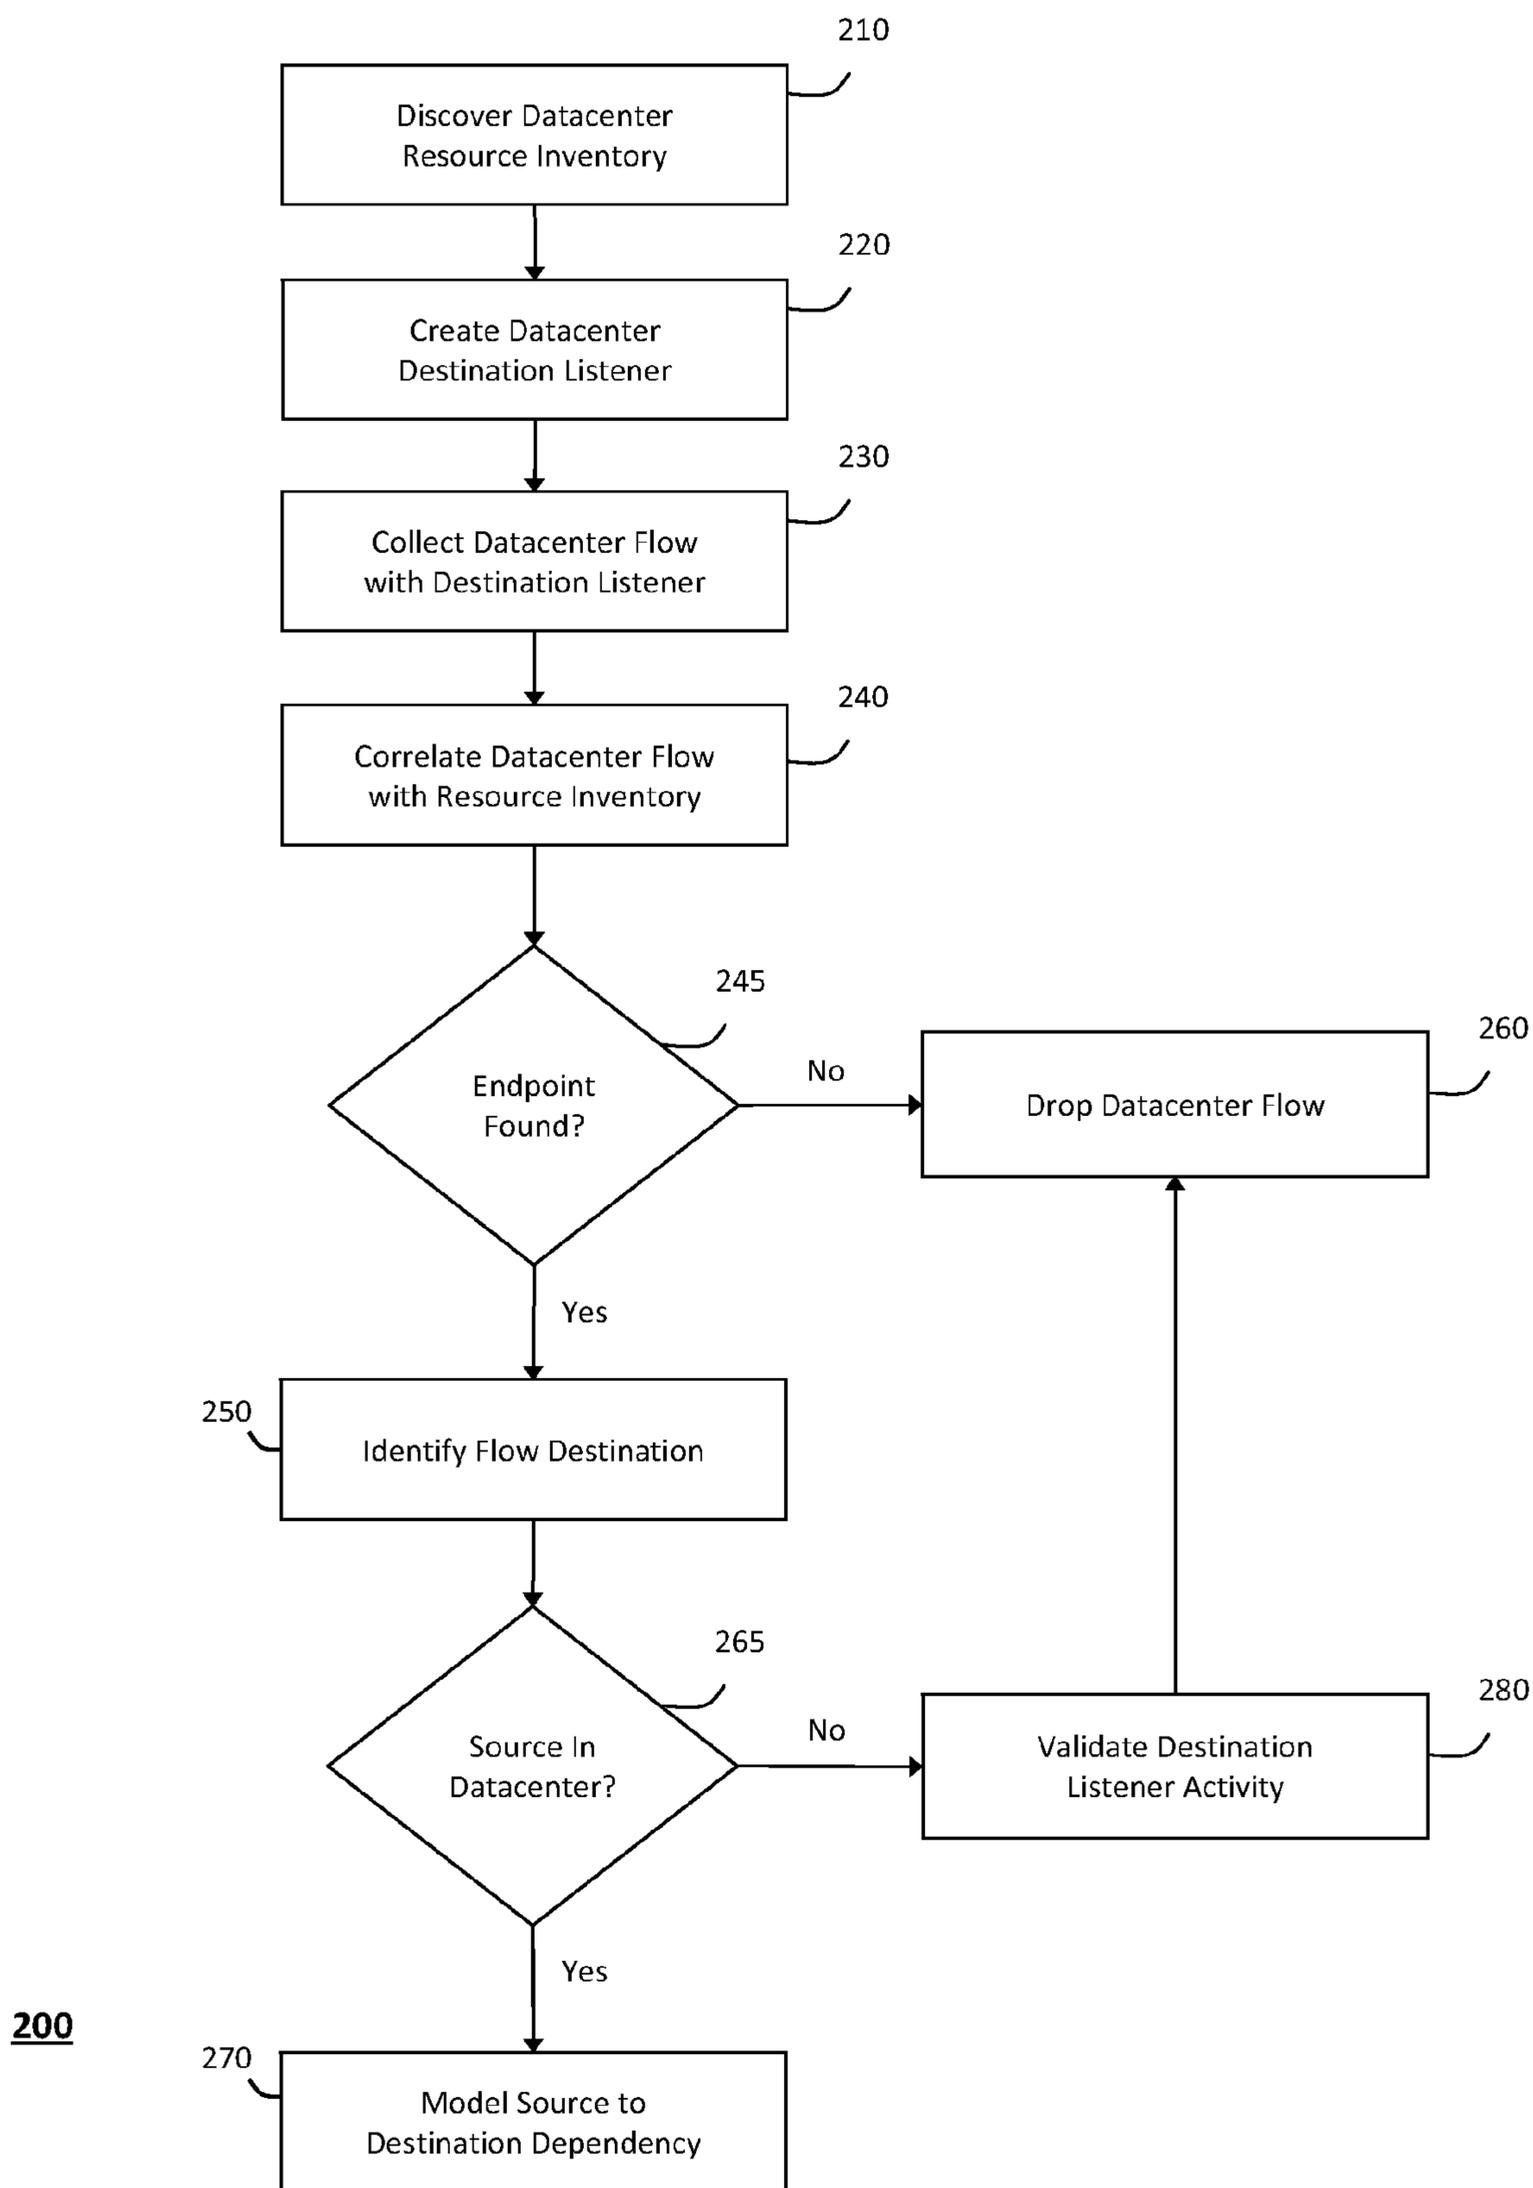 210
Discover Datacenter
Resource Inventory
220
Create Datacenter
Destination Listener
230
Collect Datacenter Flow
with Destination Listener
240
Correlate Datacenter Flow
with Resource Inventory
245
Endpoint
Found?
No
260
Drop Datacenter Flow
Yes
250
Identify Flow Destination
265
Source In
Datacenter?
No
280
Validate Destination
Listener Activity
Yes
200
270
Model Source to
Destination Dependency